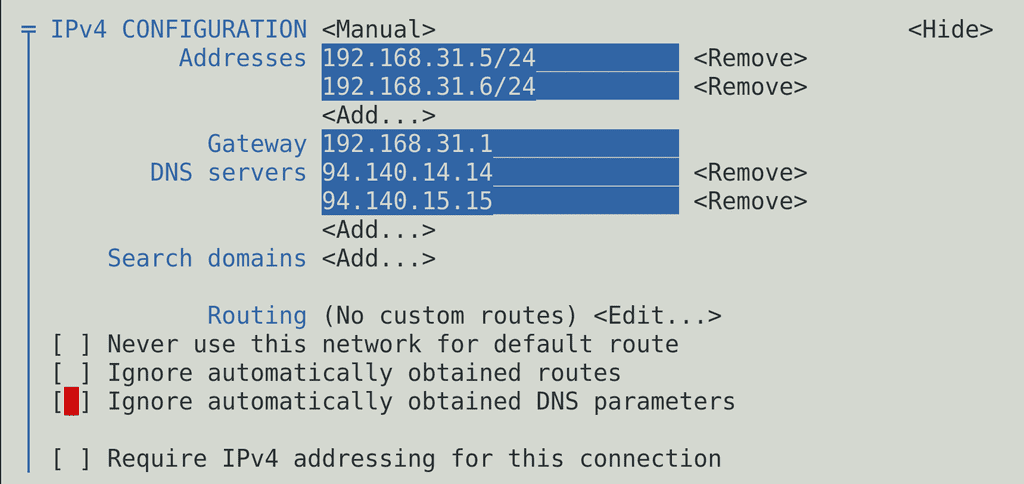 IPv4 CONFIGURATION <Manual> <Hide>
Addresses 192.168.31.5/24 <Remove>
192.168.31.6/24 <Remove>
<Add...>
Gateway 192.168.31.1
DNS servers 94.140.14.14 <Remove>
94.140.15.15 <Remove>
<Add...>
Search domains <Add...>
Routing (No custom routes) <Edit...>
[ ] Never use this network for default route
[ ] Ignore automatically obtained routes
[ ] Ignore automatically obtained DNS parameters
[ ] Require IPv4 addressing for this connection